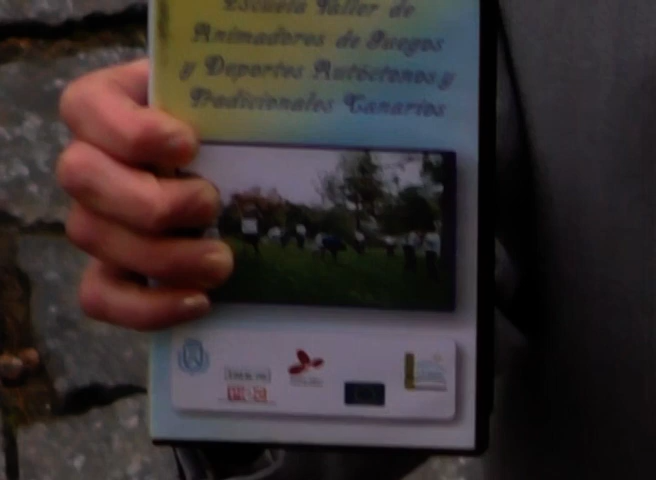 Escuela Taller de
Animadores de Juegos
y Deportes Autóctonos y
Tradicionales Canarios